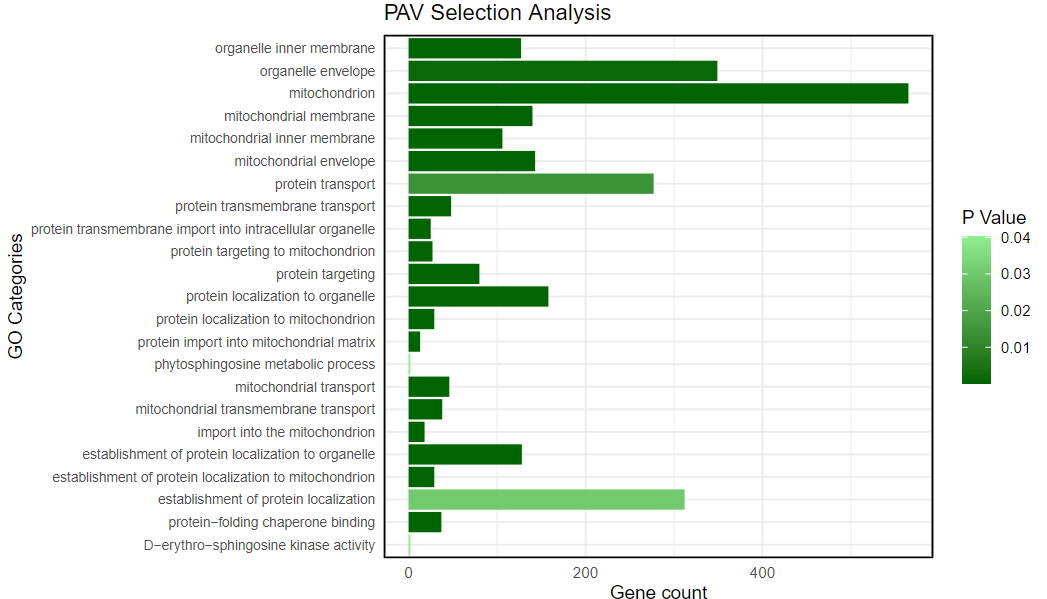 PAV Selection Analysis
GO Categories
organelle inner membrane
organelle envelope
mitochondrion
mitochondrial membrane
mitochondrial inner membrane
mitochondrial envelope
protein transport
protein transmembrane transport
protein transmembrane import into intracellular organelle
protein targeting to mitochondrion
protein targeting
protein localization to organelle
protein localization to mitochondrion
protein import into mitochondrial matrix
phytosphingosine metabolic process
mitochondrial transport
mitochondrial transmembrane transport
import into the mitochondrion
establishment of protein localization to organelle
establishment of protein localization to mitochondrion
establishment of protein localization
protein−folding chaperone binding
D−erythro−sphingosine kinase activity
0 200 400
Gene count
P Value
0.04
0.03
0.02
0.01